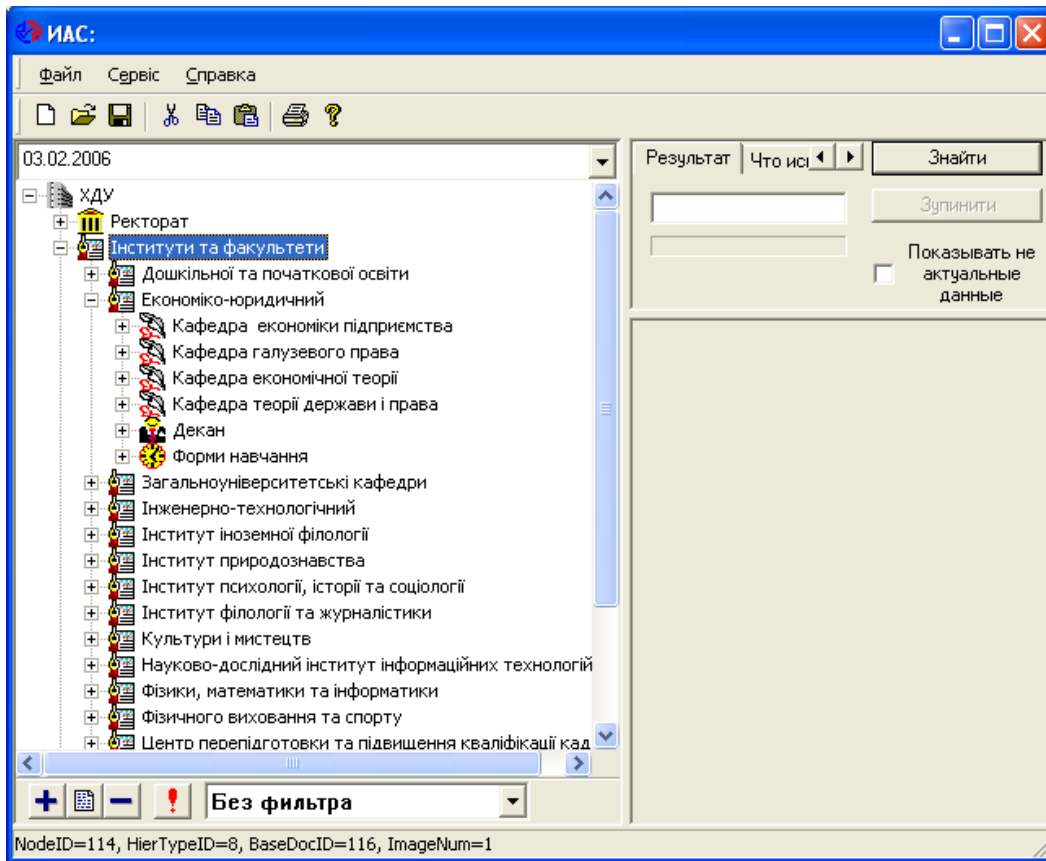 ИАС:
Файл Сервіс Справка
03.02.2006
ХДУ
Ректорат
Інститути та факультети
Дошкільної та початкової освіти
Економіко-юридичний
Кафедра економіки підприємства
Кафедра галузевого права
Кафедра економічної теорії
Кафедра теорії держави і права
Декан
Форми навчання
Загальноуніверситетські кафедри
Інженерно-технологічний
Інститут іноземної філології
Інститут природознавства
Інститут психології, історії та соціології
Інститут філології та журналістики
Культури і мистецтв
Науково-дослідний інститут інформаційних технологій
Фізики, математики та інформатики
Фізичного виховання та спорту
Центр перепідготовки та підвищення кваліфікації кад
Без фильтра
Результат Что ис
Знайти
Зупинити
Показывать не
актуальные
данные
NodeID=114, HierTypeID=8, BaseDocID=116, ImageNum=1